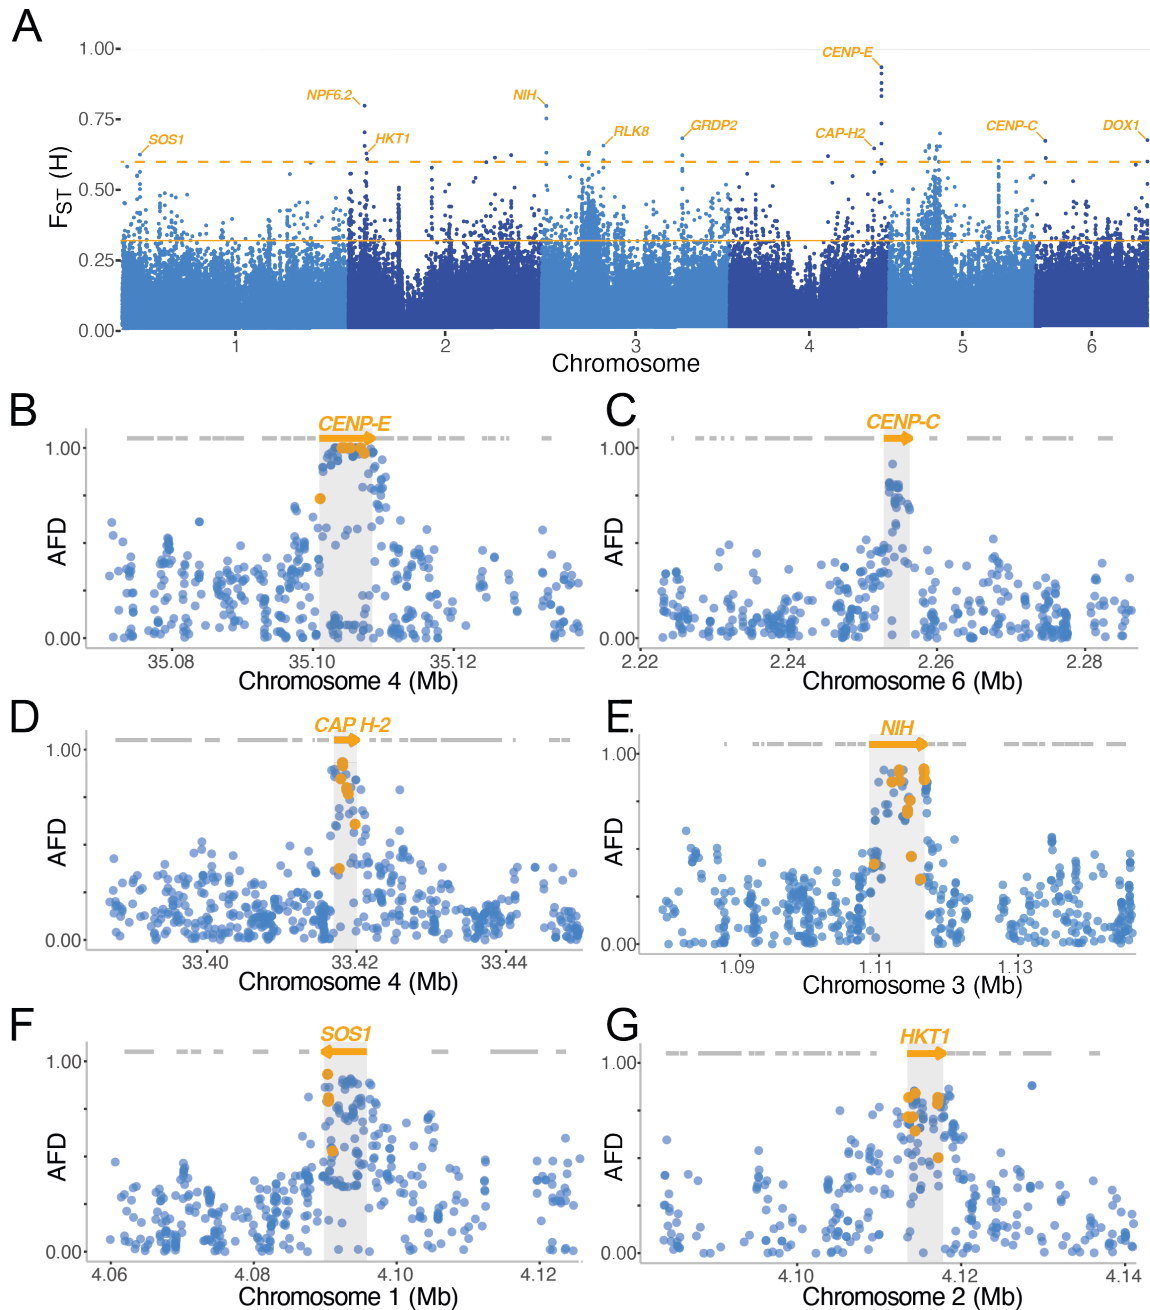 A
1.00
0.75
0.50
0.25
0.00
FST (H)
CENP-E
NPF6.2
NIH
SOS1
HKT1
RLK8
GRDP2
CAP-H2
CENP-C
DOX1
1 2 3 4 5 6
Chromosome
B
CENP-E
1.00
AFD
0.00
35.08 35.10 35.12
Chromosome 4 (Mb)
C
CENP-C
1.00
AFD
0.00
2.22 2.24 2.26 2.28
Chromosome 6 (Mb)
D
CAP H-2
1.00
AFD
0.00
33.40 33.42 33.44
Chromosome 4 (Mb)
E
NIH
1.00
AFD
0.00
1.09 1.11 1.13
Chromosome 3 (Mb)
F
SOS1
1.00
AFD
0.00
4.06 4.08 4.10 4.12
Chromosome 1 (Mb)
G
HKT1
1.00
AFD
0.00
4.10 4.12 4.14
Chromosome 2 (Mb)